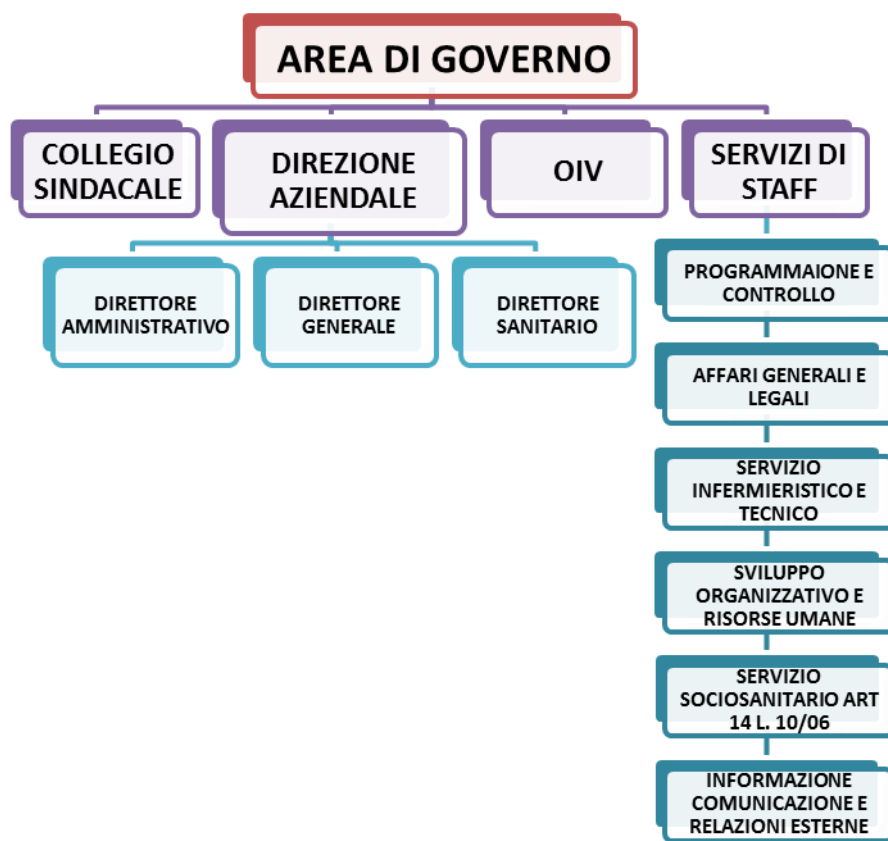 AREA DI GOVERNO
COLLEGIO
SINDACALE
DIREZIONE
AZIENDALE
OIV
SERVIZI DI
STAFF
DIRETTORE
AMMINISTRATIVO
DIRETTORE
GENERALE
DIRETTORE
SANITARIO
PROGRAMMAIONE E
CONTROLLO
AFFARI GENERALI E
LEGALI
SERVIZIO
INFERMIERISTICO E
TECNICO
SVILUPPO
ORGANIZZATIVO E
RISORSE UMANE
SERVIZIO
SOCIOSANITARIO ART
14 L. 10/06
INFORMAZIONE
COMUNICAZIONE E
RELAZIONI ESTERNE